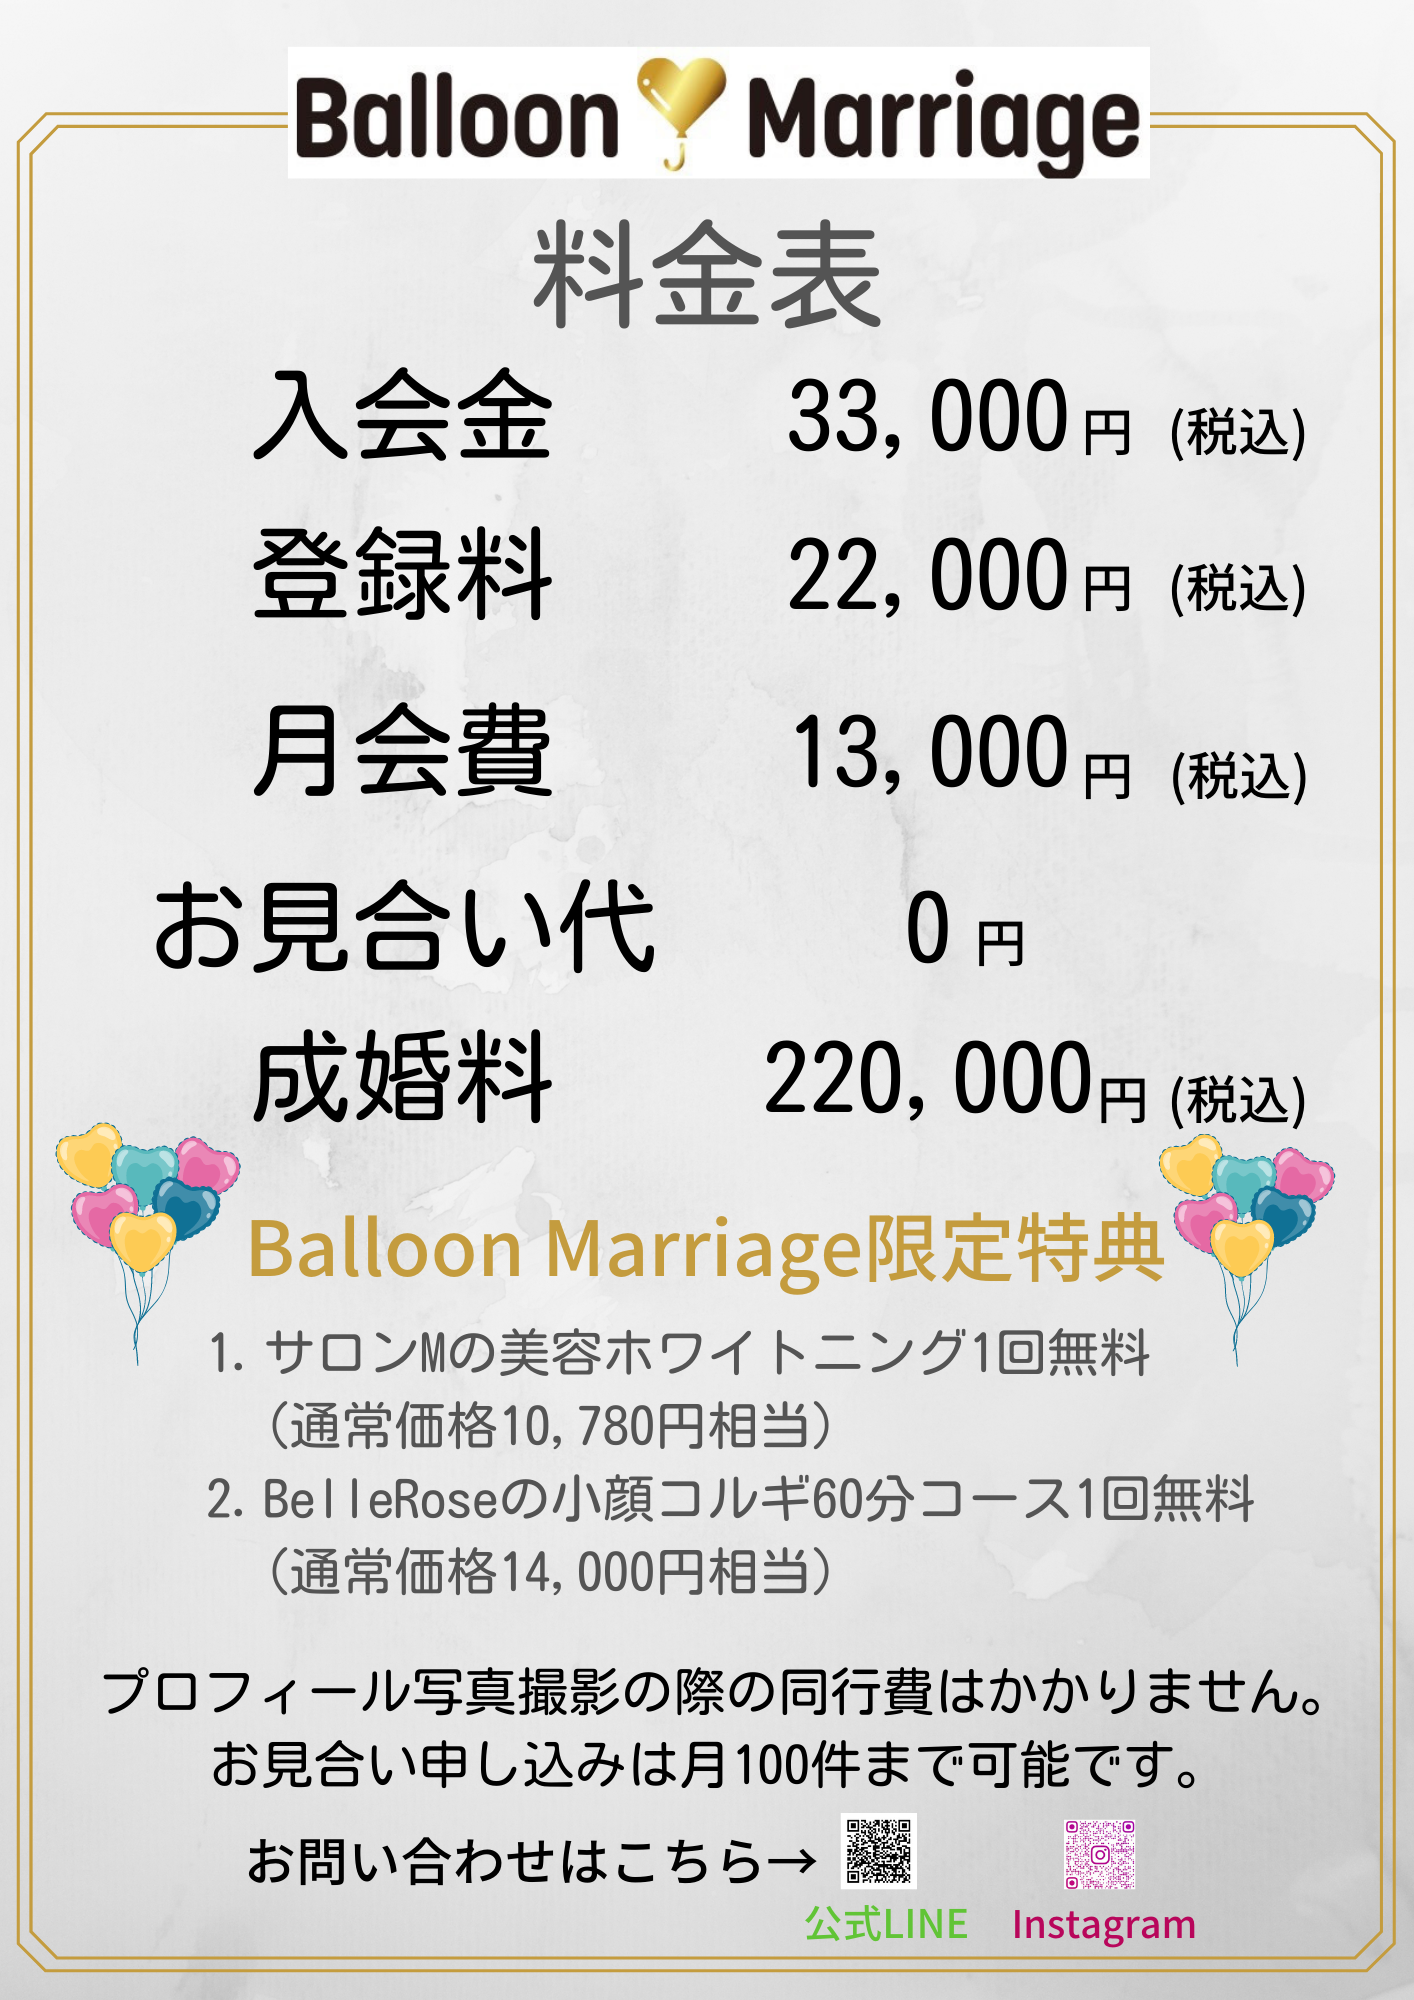 Balloon Marriage
料金表
入会金 33,000円 (税込)
登録料 22,000円 (税込)
月会費 13,000円 (税込)
お見合い代 0円
成婚料 220,000円 (税込)
Balloon Marriage限定特典
1. サロンMの美容ホワイトニング1回無料
(通常価格10,780円相当)
2. BelleRoseの小顔コルギ60分コース1回無料
(通常価格14,000円相当)
プロフィール写真撮影の際の同行費はかかりません。
お見合い申し込みは月100件まで可能です。
お問い合わせはこちら→
公式LINE Instagram